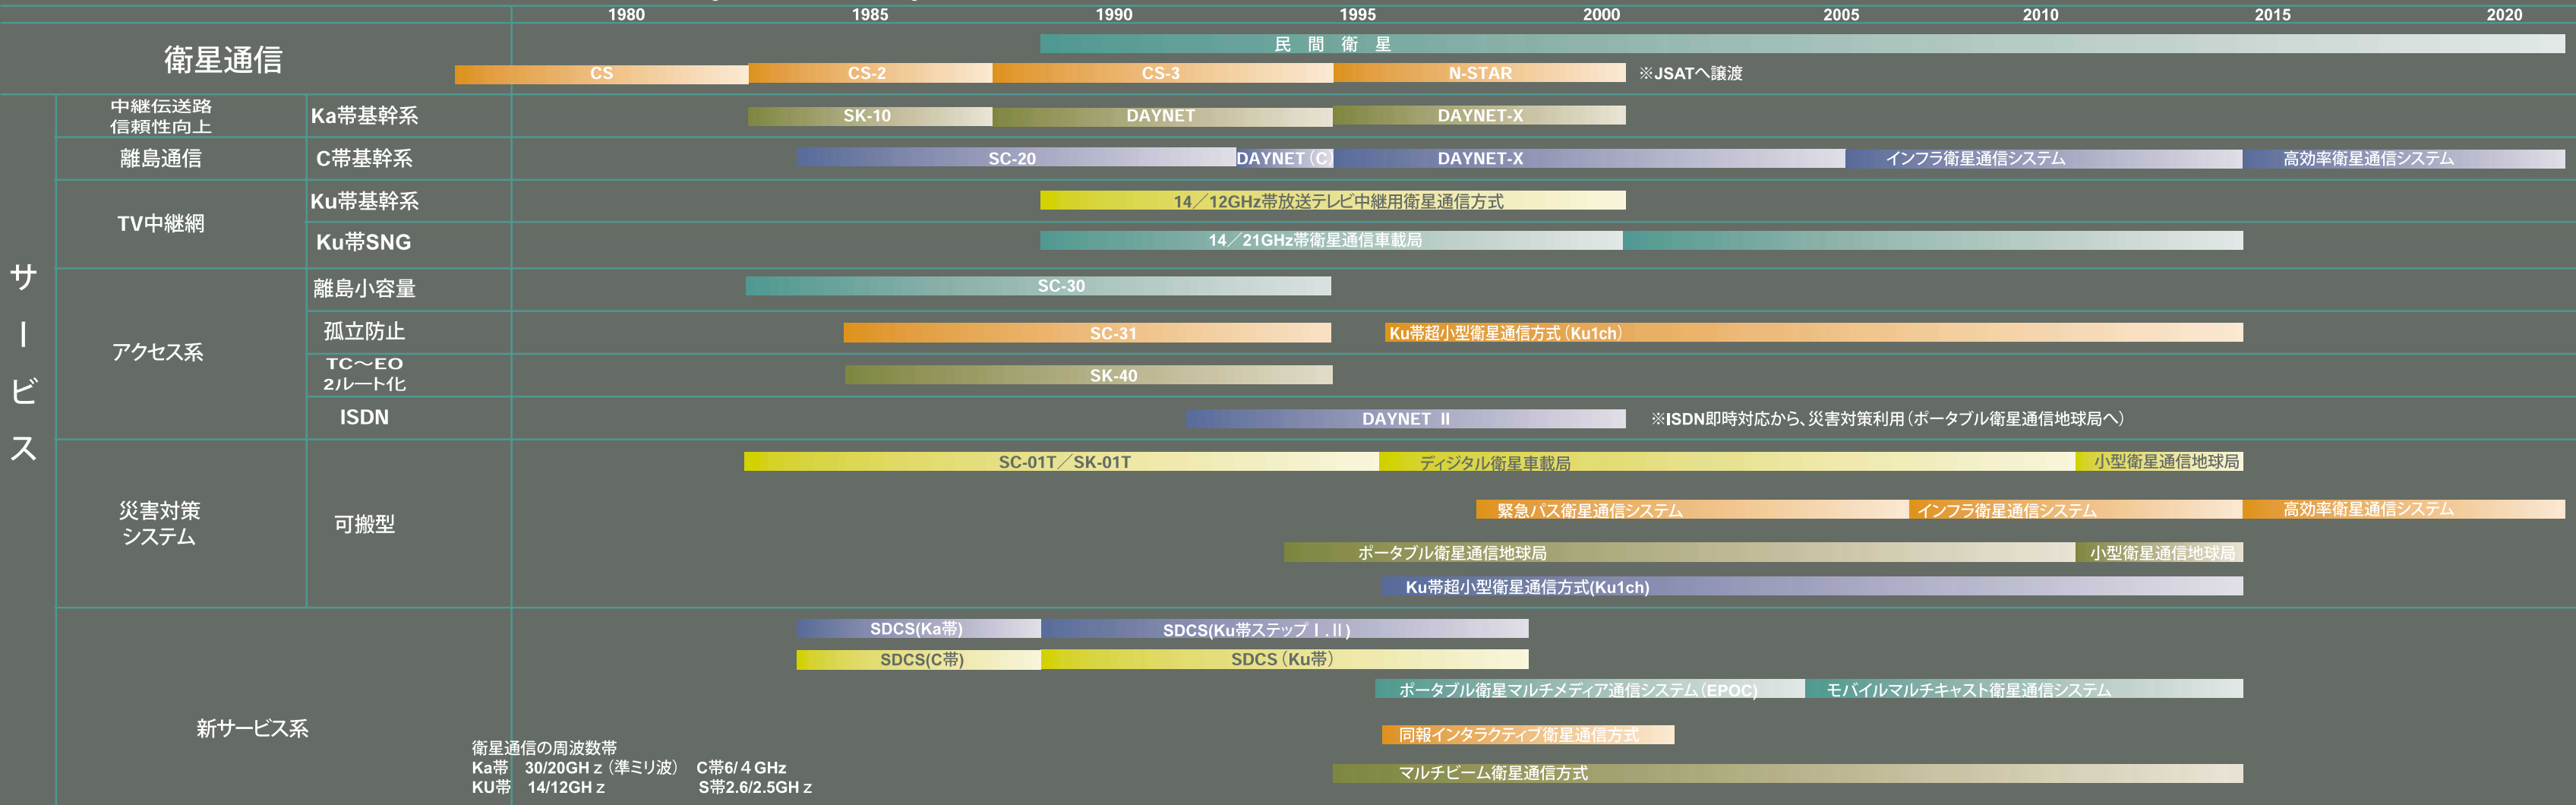 1980 1985 1990 1995 2000 2005 2010 2015 2020
衛星通信
民 間 衛 星
CS CS-2 CS-3 N-STAR ※JSATへ譲渡
サービス
中継伝送路
信頼性向上
Ka帯基幹系 SK-10 DAYNET DAYNET-X
離島通信 C帯基幹系 SC-20 DAYNET（C） DAYNET-X インフラ衛星通信システム 高効率衛星通信システム
TV中継網
Ku帯基幹系 14／12GHz帯放送テレビ中継用衛星通信方式
Ku帯SNG 14／21GHz帯衛星通信車載局
アクセス系
離島小容量 SC-30
孤立防止 SC-31 Ku帯超小型衛星通信方式（Ku1ch）
TC～EO
2ルート化
SK-40
ISDN DAYNET Ⅱ ※ISDN即時対応から、災害対策利用（ポータブル衛星通信地球局へ）
災害対策
システム
可搬型
SC-01T／SK-01T ディジタル衛星車載局 小型衛星通信地球局
緊急パス衛星通信システム インフラ衛星通信システム 高効率衛星通信システム
ポータブル衛星通信地球局 小型衛星通信地球局
Ku帯超小型衛星通信方式(Ku1ch)
新サービス系
SDCS(Ka帯) SDCS(Ku帯ステップⅠ.Ⅱ)
SDCS(C帯) SDCS（Ku帯）
ポータブル衛星マルチメディア通信システム（EPOC） モバイルマルチキャスト衛星通信システム
同報インタラクティブ衛星通信方式
マルチビーム衛星通信方式
衛星通信の周波数帯
Ka帯 30/20GHｚ（準ミリ波） C帯6/４GHz
KU帯 14/12GHｚ S帯2.6/2.5GHｚ